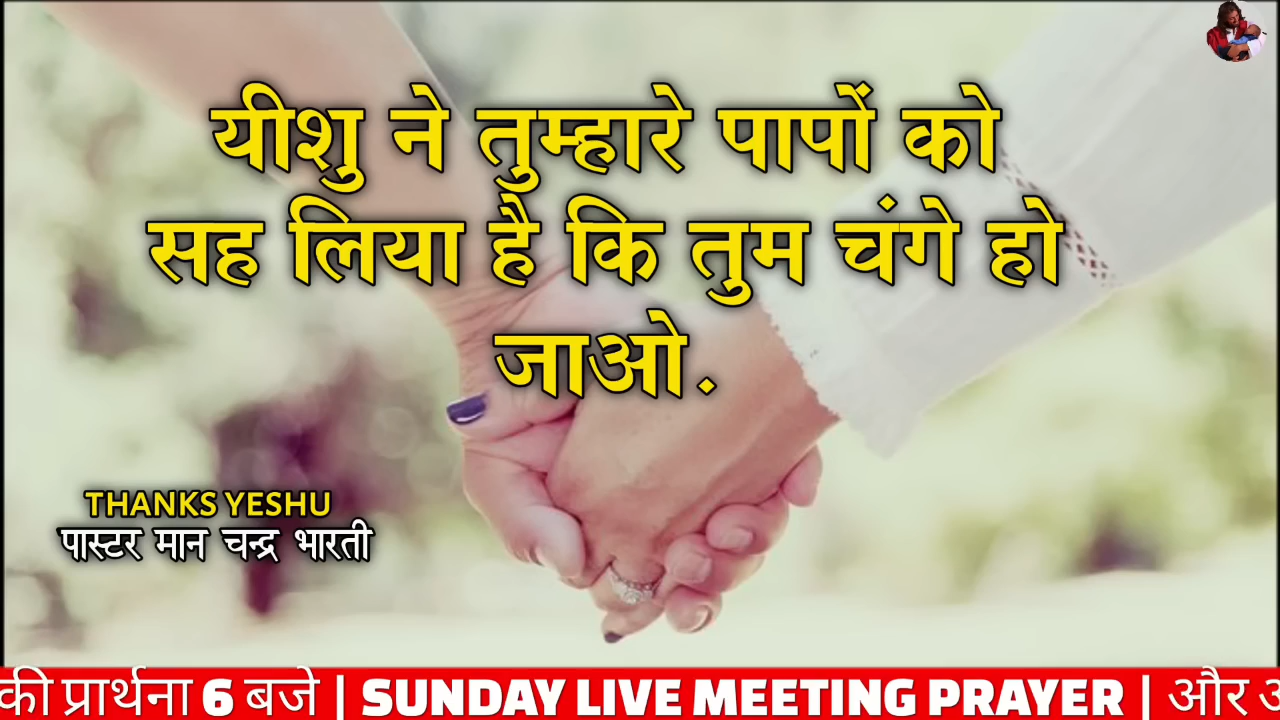 यीशु ने तुम्हारे पापों को
सह लिया है कि तुम चंगे हो
जाओ.
THANKS YESHU
पास्टर मान चन्द्र भारती
की प्रार्थना 6 बजे | SUNDAY LIVE MEETING PRAYER | और